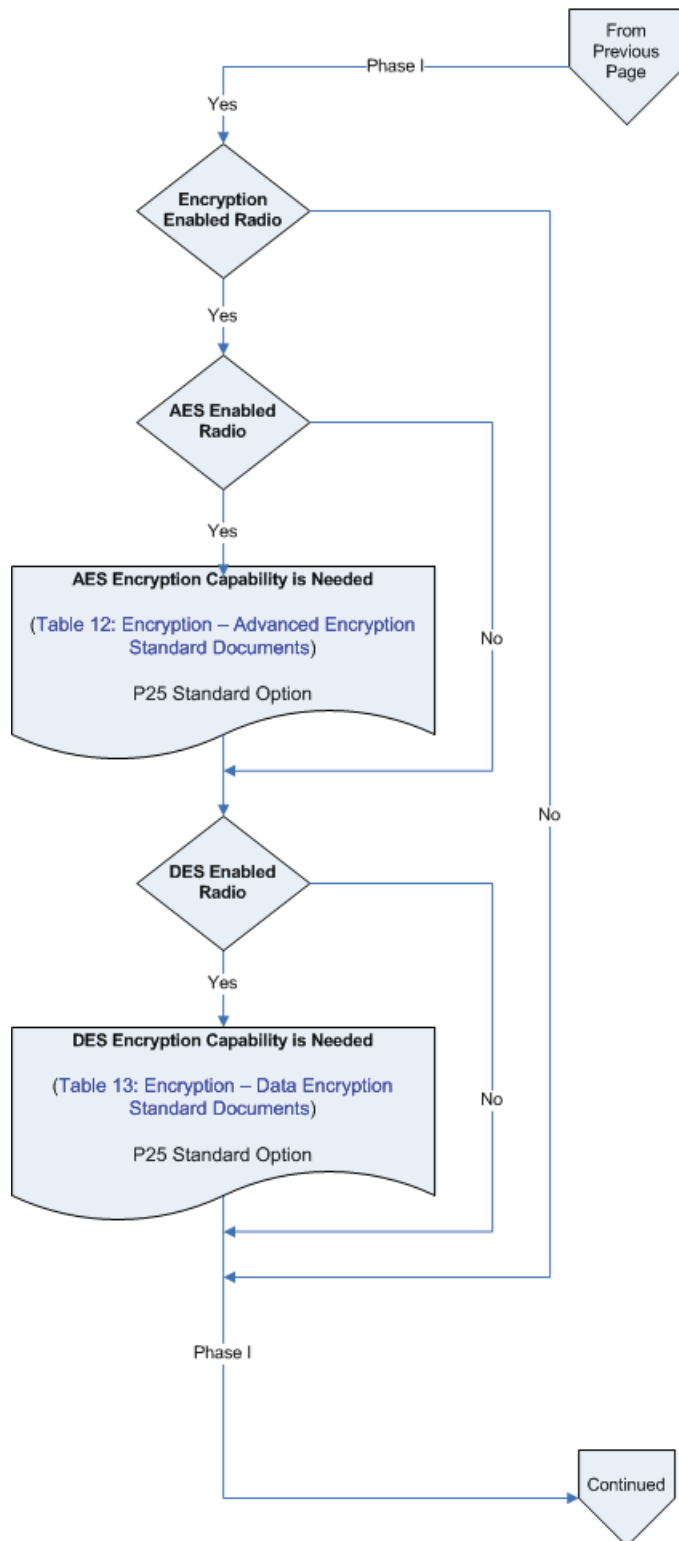 From
Previous
Page
Phase I
Yes
Encryption
Enabled Radio
Yes
AES Enabled
Radio
Yes
AES Encryption Capability is Needed
(Table 12: Encryption – Advanced Encryption
Standard Documents)
P25 Standard Option
No
No
DES Enabled
Radio
Yes
DES Encryption Capability is Needed
(Table 13: Encryption – Data Encryption
Standard Documents)
P25 Standard Option
No
Phase I
Continued